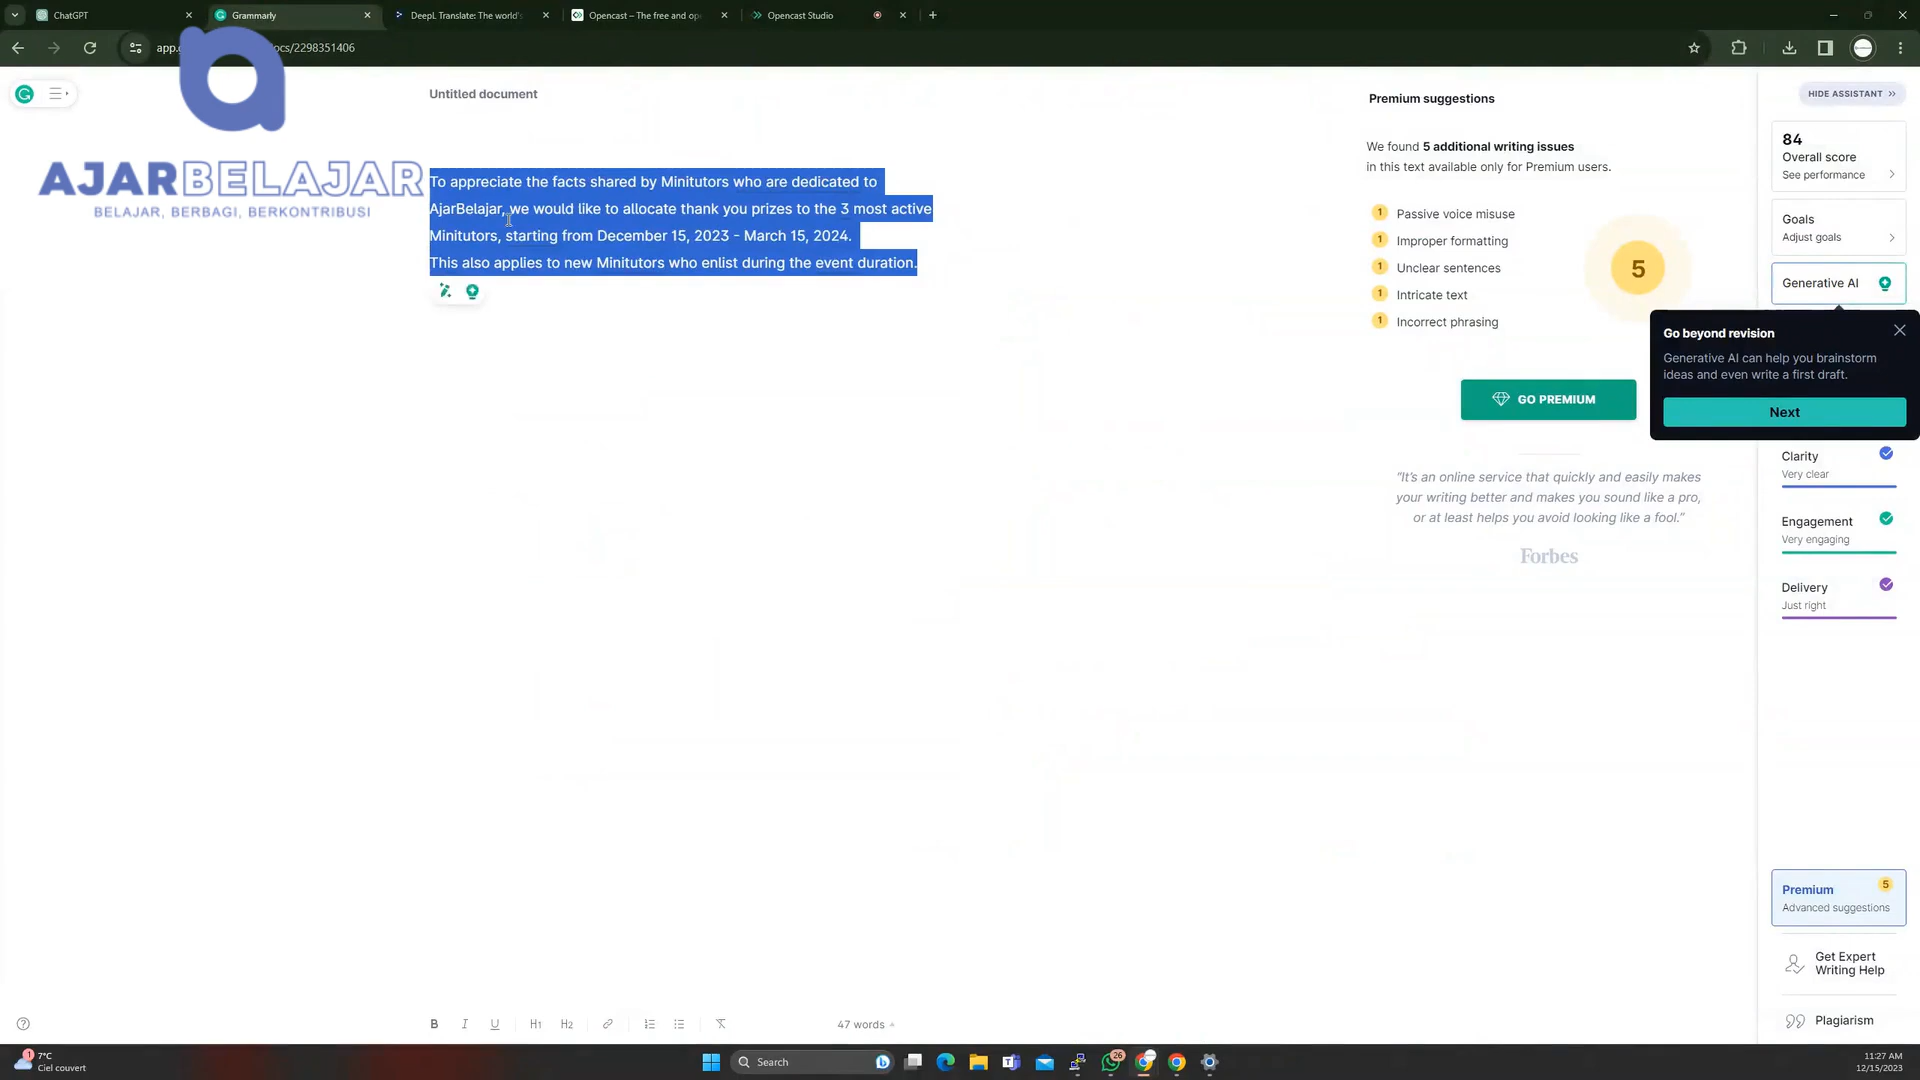 ChatGPT
Grammarly
DeepL Translate: The world's
Opencast – The free and ope
Opencast Studio
app.
ocs/2298351406
AJARBELAJAR
BELAJAR, BERBAGI, BERKONTRIBUSI
Untitled document
To appreciate the facts shared by Minitutors who are dedicated to
AjarBelajar, we would like to allocate thank you prizes to the 3 most active
Minitutors, starting from December 15, 2023 - March 15, 2024.
This also applies to new Minitutors who enlist during the event duration.
Premium suggestions
We found 5 additional writing issues
in this text available only for Premium users.
1 Passive voice misuse
1 Improper formatting
1 Unclear sentences
1 Intricate text
1 Incorrect phrasing
5
GO PREMIUM
“It’s an online service that quickly and easily makes
your writing better and makes you sound like a pro,
or at least helps you avoid looking like a fool.”
Forbes
HIDE ASSISTANT
84
Overall score
See performance
Goals
Adjust goals
Generative AI
Go beyond revision
Generative AI can help you brainstorm
ideas and even write a first draft.
Next
Clarity
Very clear
Engagement
Very engaging
Delivery
Just right
Premium 5
Advanced suggestions
Get Expert
Writing Help
Plagiarism
B I U H1 H2
47 words
1
7°C
Ciel couvert
Search
26
11:27 AM
12/15/2023